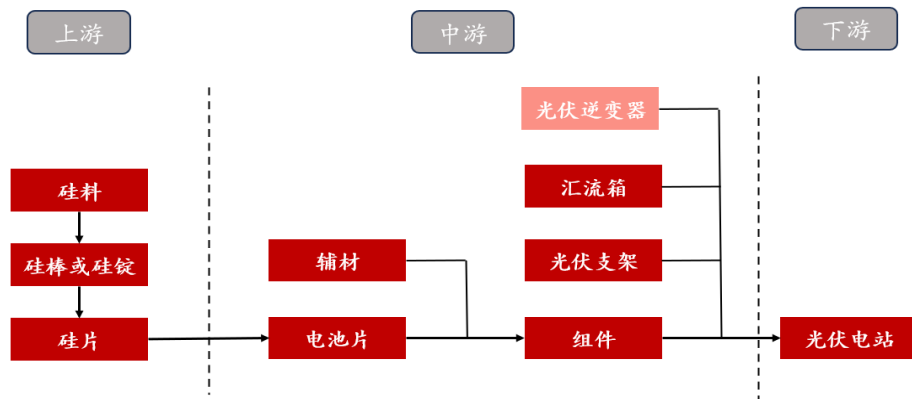 上游
中游
下游
光伏逆变器
硅料
汇流箱
硅棒或硅锭
辅材
光伏支架
硅片
电池片
组件
光伏电站